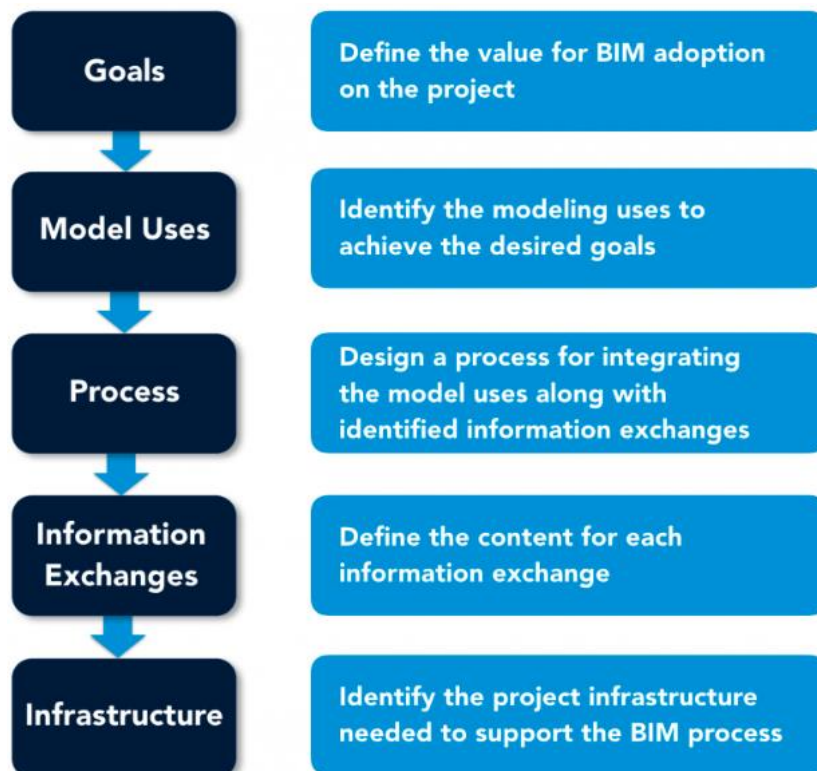 Goals
Define the value for BIM adoption
on the project
Model Uses
Identify the modeling uses to
achieve the desired goals
Process
Design a process for integrating
the model uses along with
identified information exchanges
Information
Exchanges
Define the content for each
information exchange
Infrastructure
Identify the project infrastructure
needed to support the BIM process